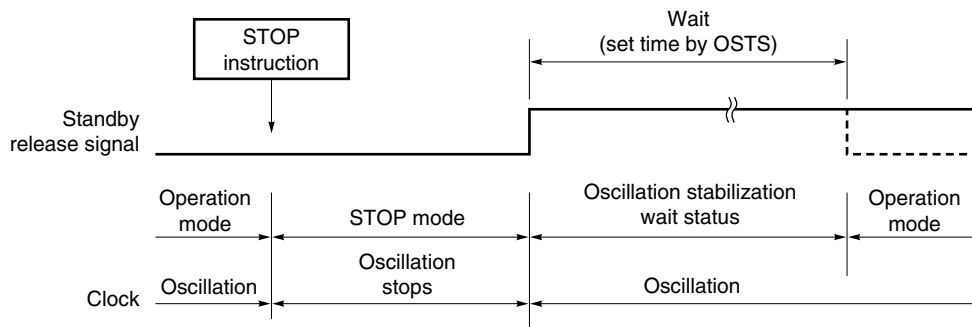 Wait
(set time by OSTS)
STOP
instruction
Standby
release signal
Operation
mode
STOP mode
Oscillation stabilization
wait status
Operation
mode
Clock
Oscillation
Oscillation
stops
Oscillation